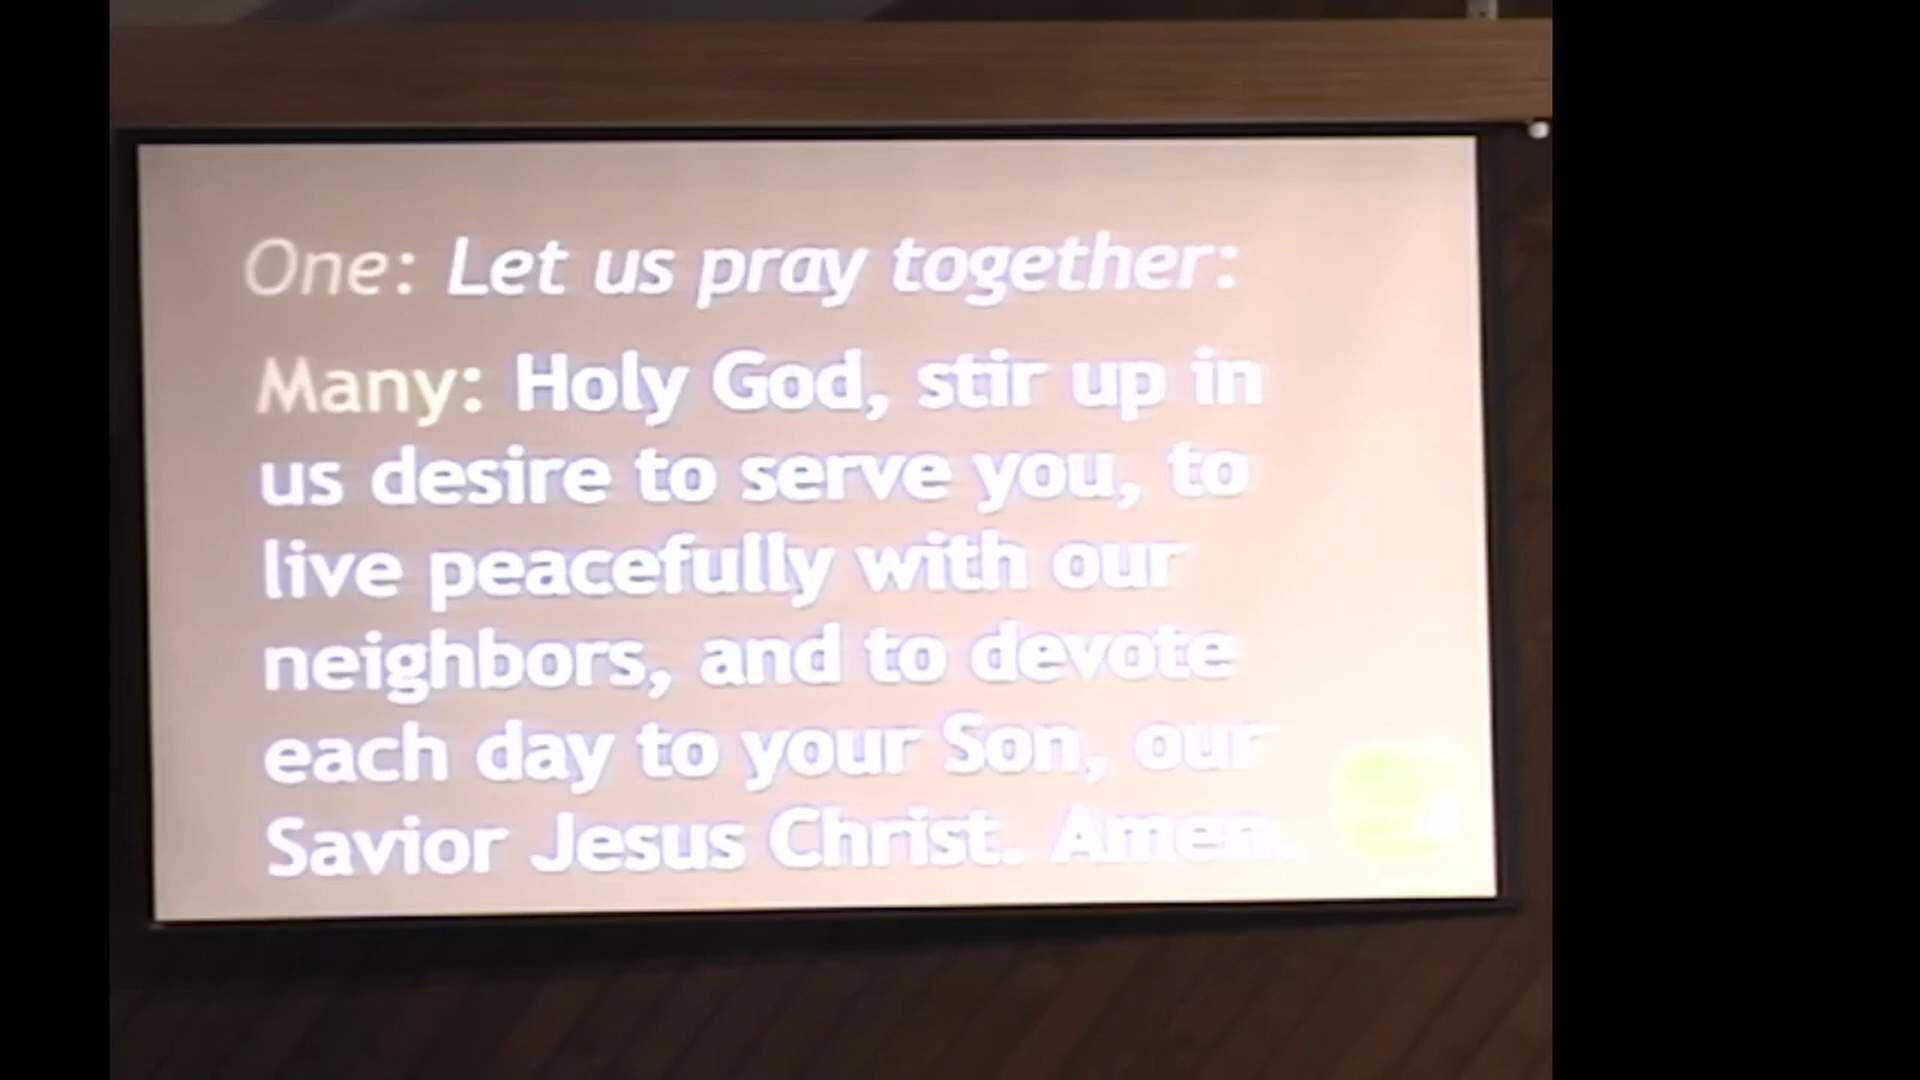 One: Let us pray together:
Many: Holy God, stir up in
us desire to serve you, to
live peacefully with our
neighbors, and to devote
each day to your Son, our
Savior Jesus Christ. Amen.